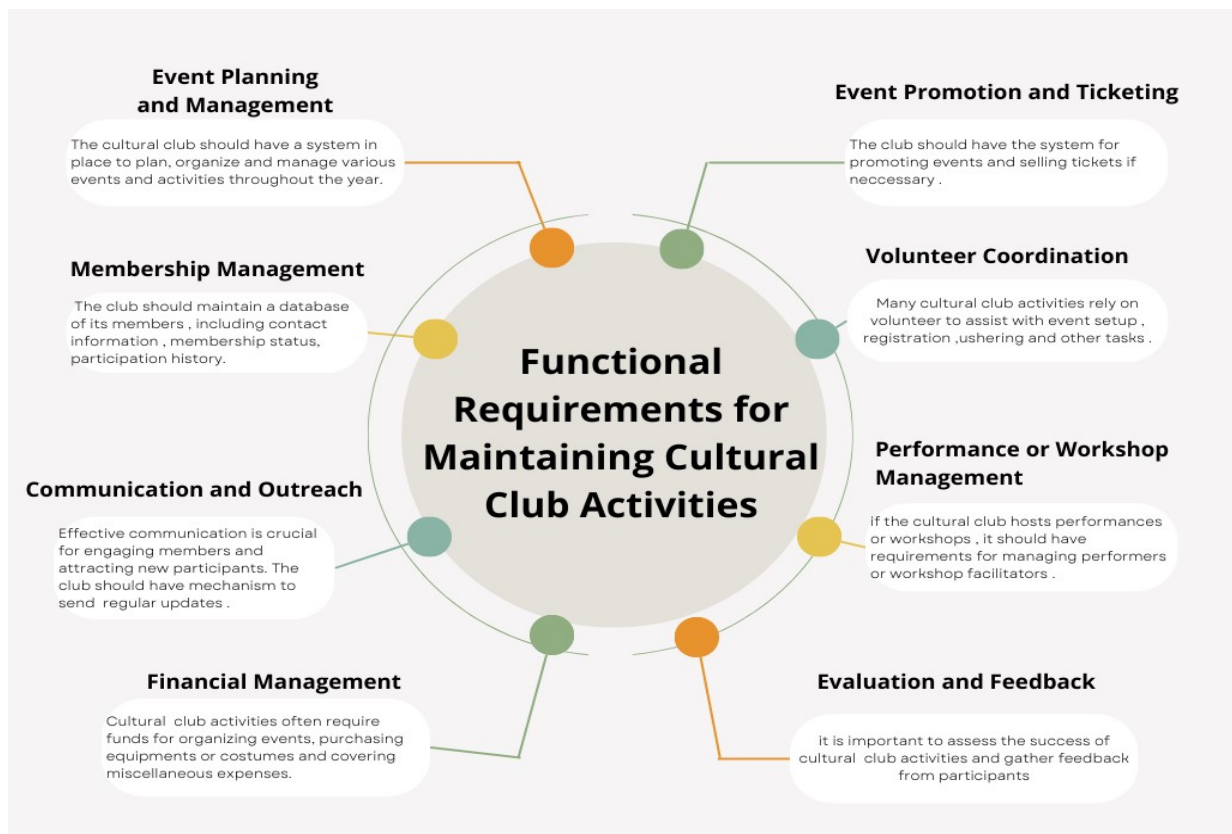 Event Planning
and Management
The cultural club should have a system in
place to plan, organize and manage various
events and activities throughout the year.
Membership Management
The club should maintain a database
of its members , including contact
information , membership status,
participation history.
Communication and Outreach
Effective communication is crucial
for engaging members and
attracting new participants. The
club should have mechanism to
send regular updates .
Financial Management
Cultural club activities often require
funds for organizing events, purchasing
equipments or costumes and covering
miscellaneous expenses.
Functional
Requirements for
Maintaining Cultural
Club Activities
Event Promotion and Ticketing
The club should have the system for
promoting events and selling tickets if
neccessary .
Volunteer Coordination
Many cultural club activities rely on
volunteer to assist with event setup ,
registration ,ushering and other tasks .
Performance or Workshop
Management
if the cultural club hosts performances
or workshops , it should have
requirements for managing performers
or workshop facilitators .
Evaluation and Feedback
it is important to assess the success of
cultural club activities and gather feedback
from participants